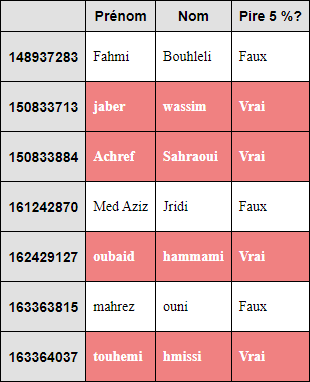 Prénom Nom Pire 5 %?
148937283 Fahmi Bouhleli Faux
150833713 jaber wassim Vrai
150833884 Achref Sahraoui Vrai
161242870 Med Aziz Jridi Faux
162429127 oubaid hammami Vrai
163363815 mahrez ouni Faux
163364037 touhemi hmissi Vrai